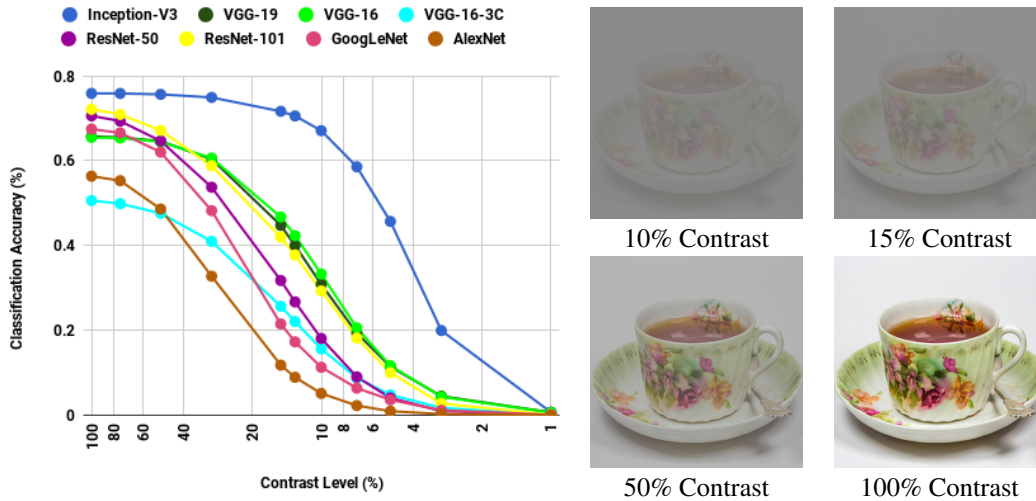 Inception-V3 VGG-19 VGG-16 VGG-16-3C
ResNet-50 ResNet-101 GoogLeNet AlexNet
Classification Accuracy (%)
0.8
0.6
0.4
0.2
0
100 80 60 40 20 10 8 6 4 2 1
Contrast Level (%)
10% Contrast 15% Contrast
50% Contrast 100% Contrast